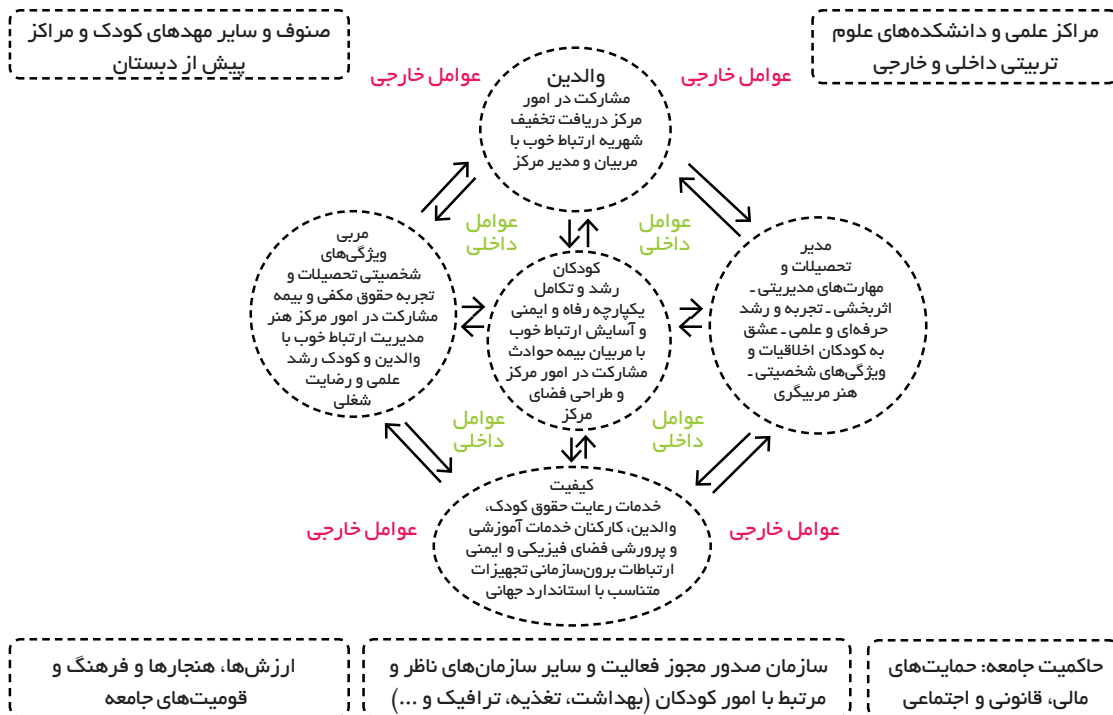 مراکز علمی و دانشکده‌های علوم
تربیتی داخلی و خارجی
صنوف و سایر مهدهای کودک و مراکز
پیش از دبستان
عوامل خارجی
عوامل خارجی
والدین
مشارکت در امور
مرکز دریافت تخفیف
شهریه ارتباط خوب با
مربیان و مدیر مرکز
عوامل
داخلی
عوامل
داخلی
مدیر
تحصیلات و
مهارت‌های مدیریتی ـ
اثربخشی ـ تجربه و رشد
حرفه‌ای و علمی ـ عشق
به کودکان اخلاقیات و
ویژگی‌های شخصیتی ـ
هنر مربیگری
کودکان
رشد و تکامل
یکپارچه رفاه و ایمنی
و آسایش ارتباط خوب
با مربیان بیمه حوادث
مشارکت در امور مرکز
و طراحی فضای
مرکز
مربی
ویژگی‌های
شخصیتی تحصیلات و
تجربه حقوق مکفی و بیمه
مشارکت در امور مرکز هنر
مدیریت ارتباط خوب با
والدین و کودک رشد
علمی و رضایت
شغلی
عوامل
داخلی
عوامل
داخلی
کیفیت
خدمات رعایت حقوق کودک،
والدین، کارکنان خدمات آموزشی
و پرورشی فضای فیزیکی و ایمنی
ارتباطات برون‌سازمانی تجهیزات
متناسب با استاندارد جهانی
عوامل خارجی
عوامل خارجی
حاکمیت جامعه: حمایت‌های
مالی، قانونی و اجتماعی
سازمان صدور مجوز فعالیت و سایر سازمان‌های ناظر و
مرتبط با امور کودکان (بهداشت، تغذیه، ترافیک و ...)
ارزش‌ها، هنجارها و فرهنگ و
قومیت‌های جامعه